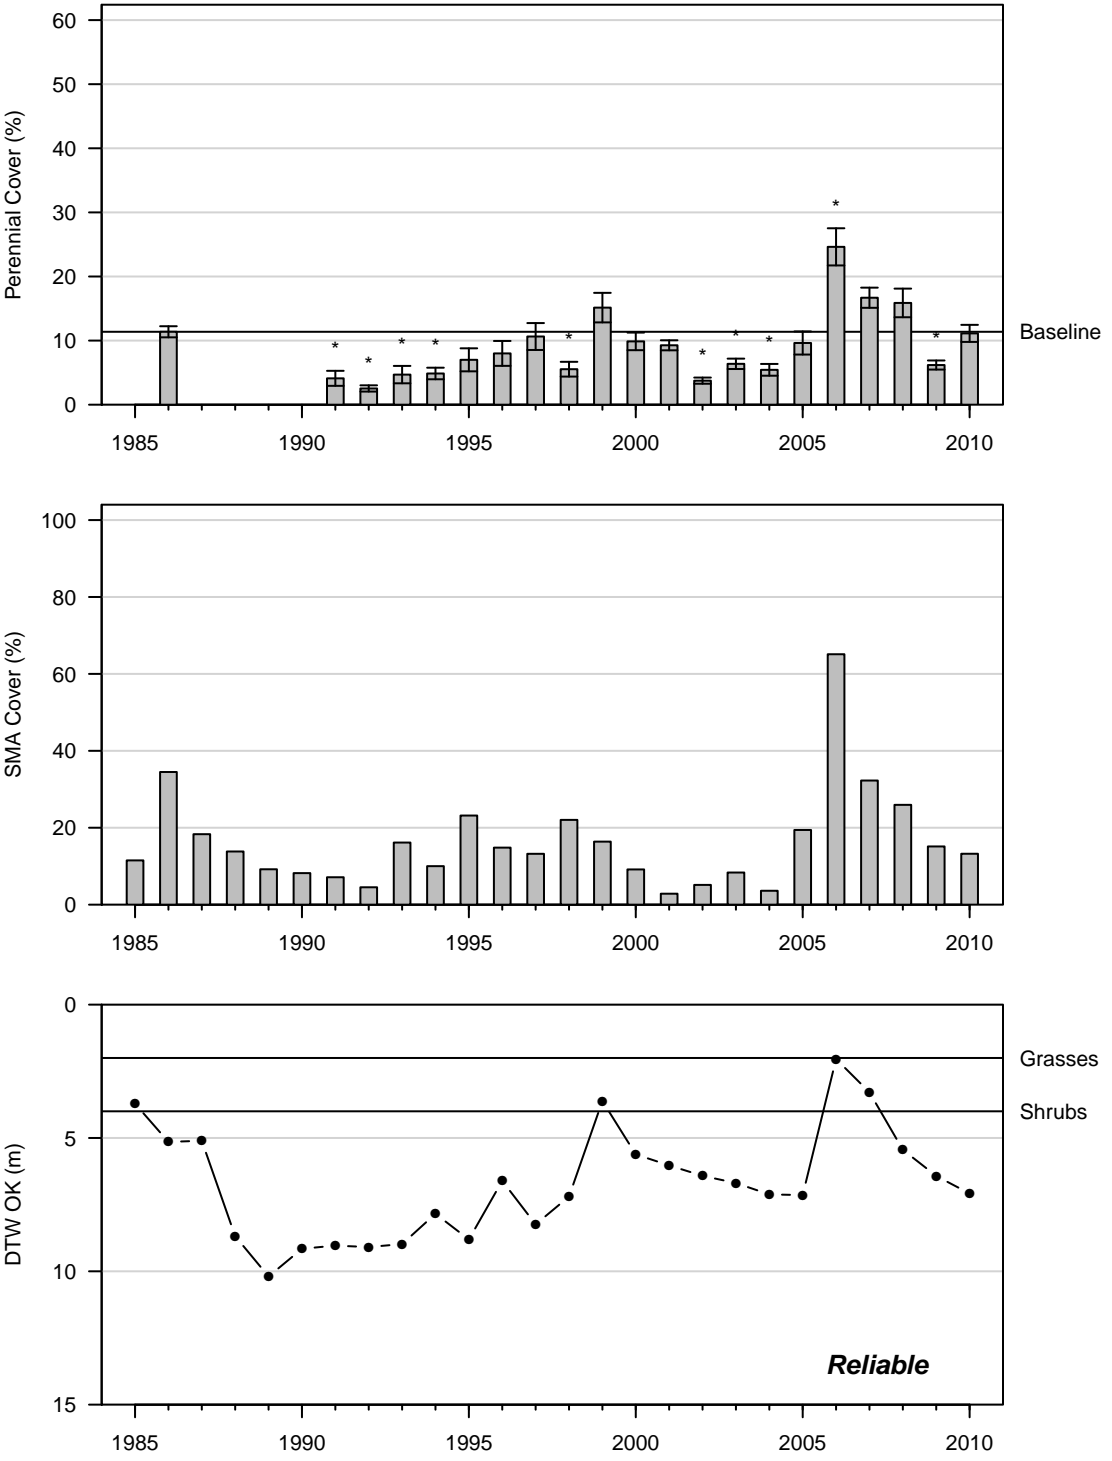 Perennial Cover (%)
60
50
40
30
20
10
0
* * * * * * * * * *
Baseline
1985 1990 1995 2000 2005 2010
SMA Cover (%)
100
80
60
40
20
0
1985 1990 1995 2000 2005 2010
DTW OK (m)
0
5
10
15
Grasses
Shrubs
Reliable
1985 1990 1995 2000 2005 2010